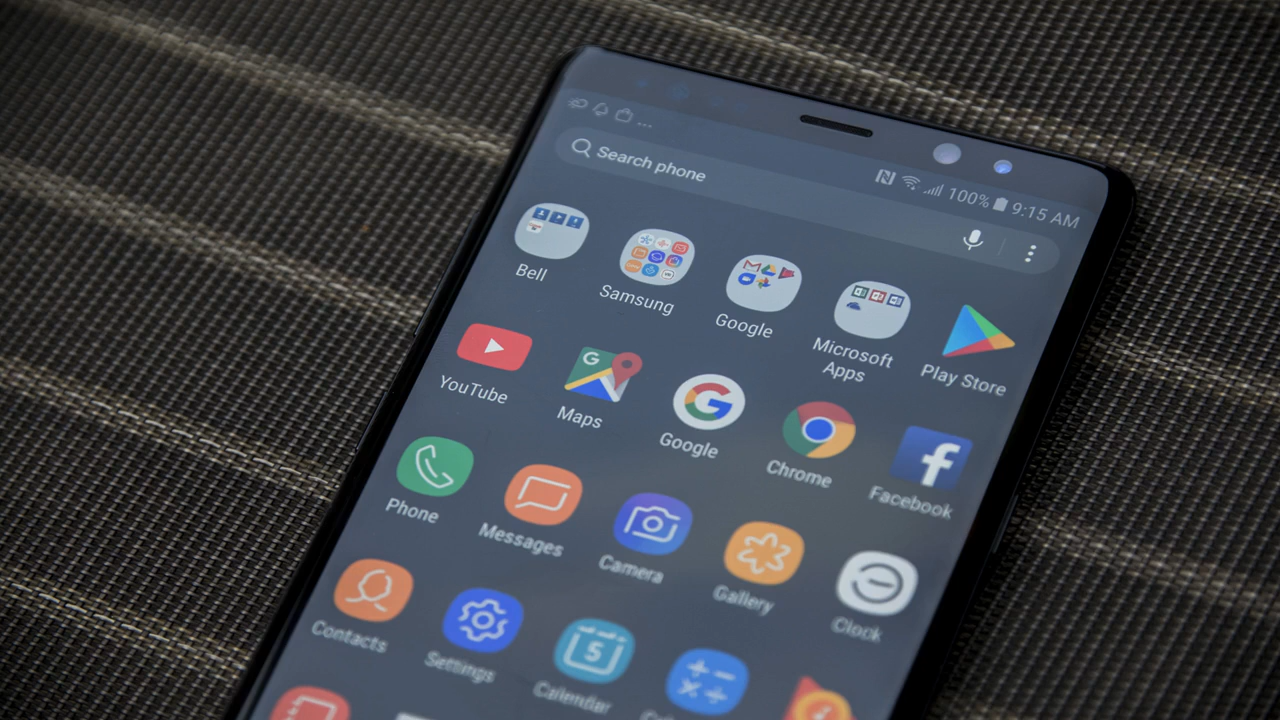 100% 9:15 AM
Search phone
Bell
Samsung
Google
Microsoft
Apps
Play Store
YouTube
Maps
Google
Chrome
Facebook
Phone
Messages
Camera
Gallery
Clock
Contacts
Settings
5
Calendar